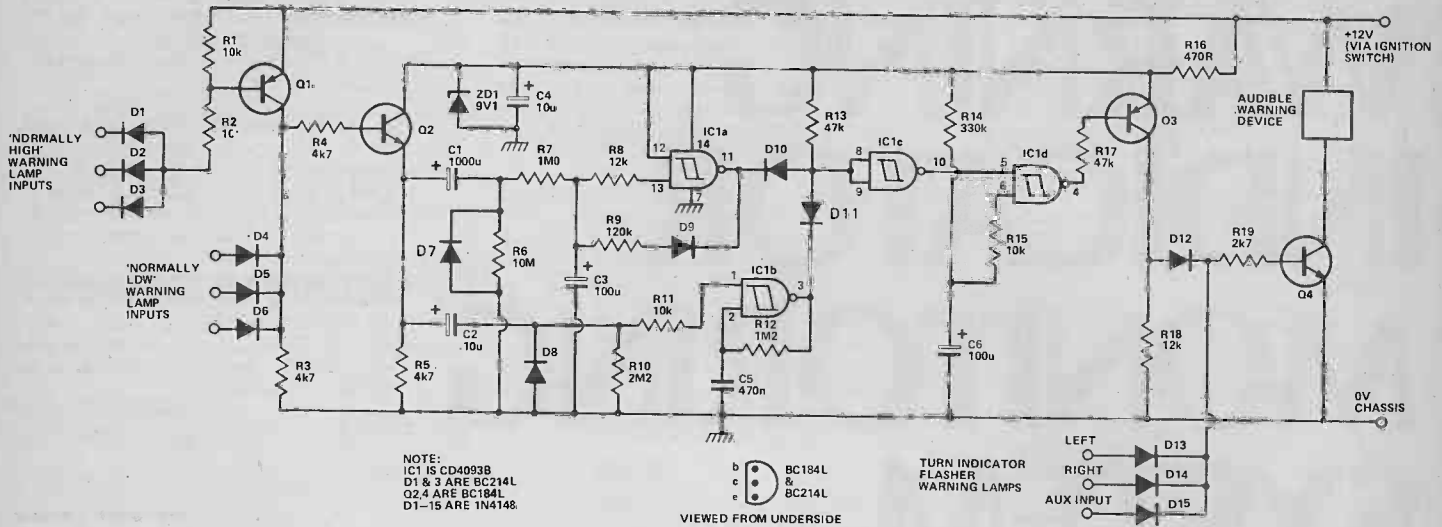 R1
10k
Q1
D1
D2
D3
R2
'NORMALLY
HIGH'
WARNING
LAMP
INPUTS
R4
4k7
Q2
ZD1
9V1
C4
10u
C1
1000u
R7
1M0
R8
12k
12
13
IC1a
14
11
7
D10
R13
47k
8
9
IC1c
10
R14
330k
5
6
IC1d
4
R17
47k
Q3
R16
470R
+12V
(VIA IGNITION
SWITCH)
AUDIBLE
WARNING
DEVICE
D4
D5
D6
'NORMALLY
LOW'
WARNING
LAMP
INPUTS
D7
R6
10M
R9
120k
D9
C3
100u
D11
R15
10k
IC1b
1
2
3
R11
10k
R12
1M2
D12
R19
2k7
Q4
R3
4k7
R5
4k7
C2
10u
D8
R10
2M2
C5
470n
C6
100u
R18
12k
0V
CHASSIS
NOTE:
IC1 IS CD4093B
D1 & 3 ARE BC214L
Q2,4 ARE BC184L
D1–15 ARE 1N4148.
b
c
e
BC184L
&
BC214L
VIEWED FROM UNDERSIDE
TURN INDICATOR
FLASHER
WARNING LAMPS
LEFT
RIGHT
AUX INPUT
D13
D14
D15